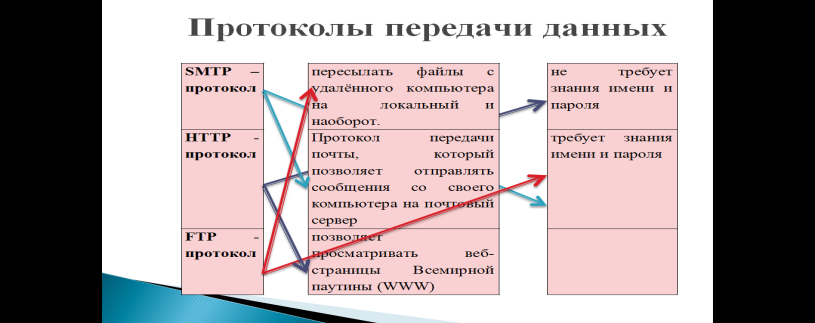 Протоколы передачи данных
SMTP –
протокол
пересылать файлы с
удалённого компьютера
на локальный и
наоборот.
не требует
знания имени и
пароля
HTTP -
протокол
Протокол передачи
почты, который
позволяет отправлять
сообщения со своего
компьютера на почтовый
сервер
требует знания
имени и пароля
FTP -
протокол
позволяет
просматривать веб-
страницы Всемирной
паутины (WWW)